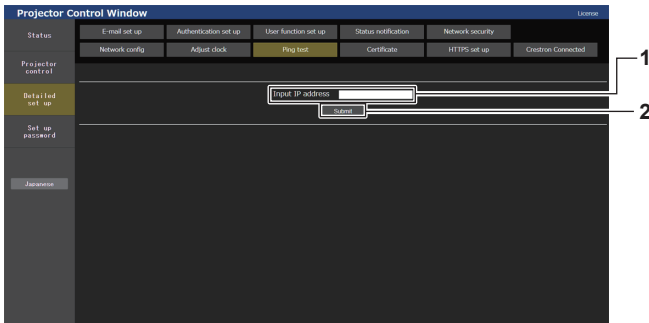 Projector Control Window
License
Status
E-mail set up
Authentication set up
User function set up
Status notification
Network security
Network config
Adjust clock
Ping test
Certificate
HTTPS set up
Crestron Connected
Projector
control
1
Detailed
set up
Input IP address
Submit
2
Set up
password
Japanese